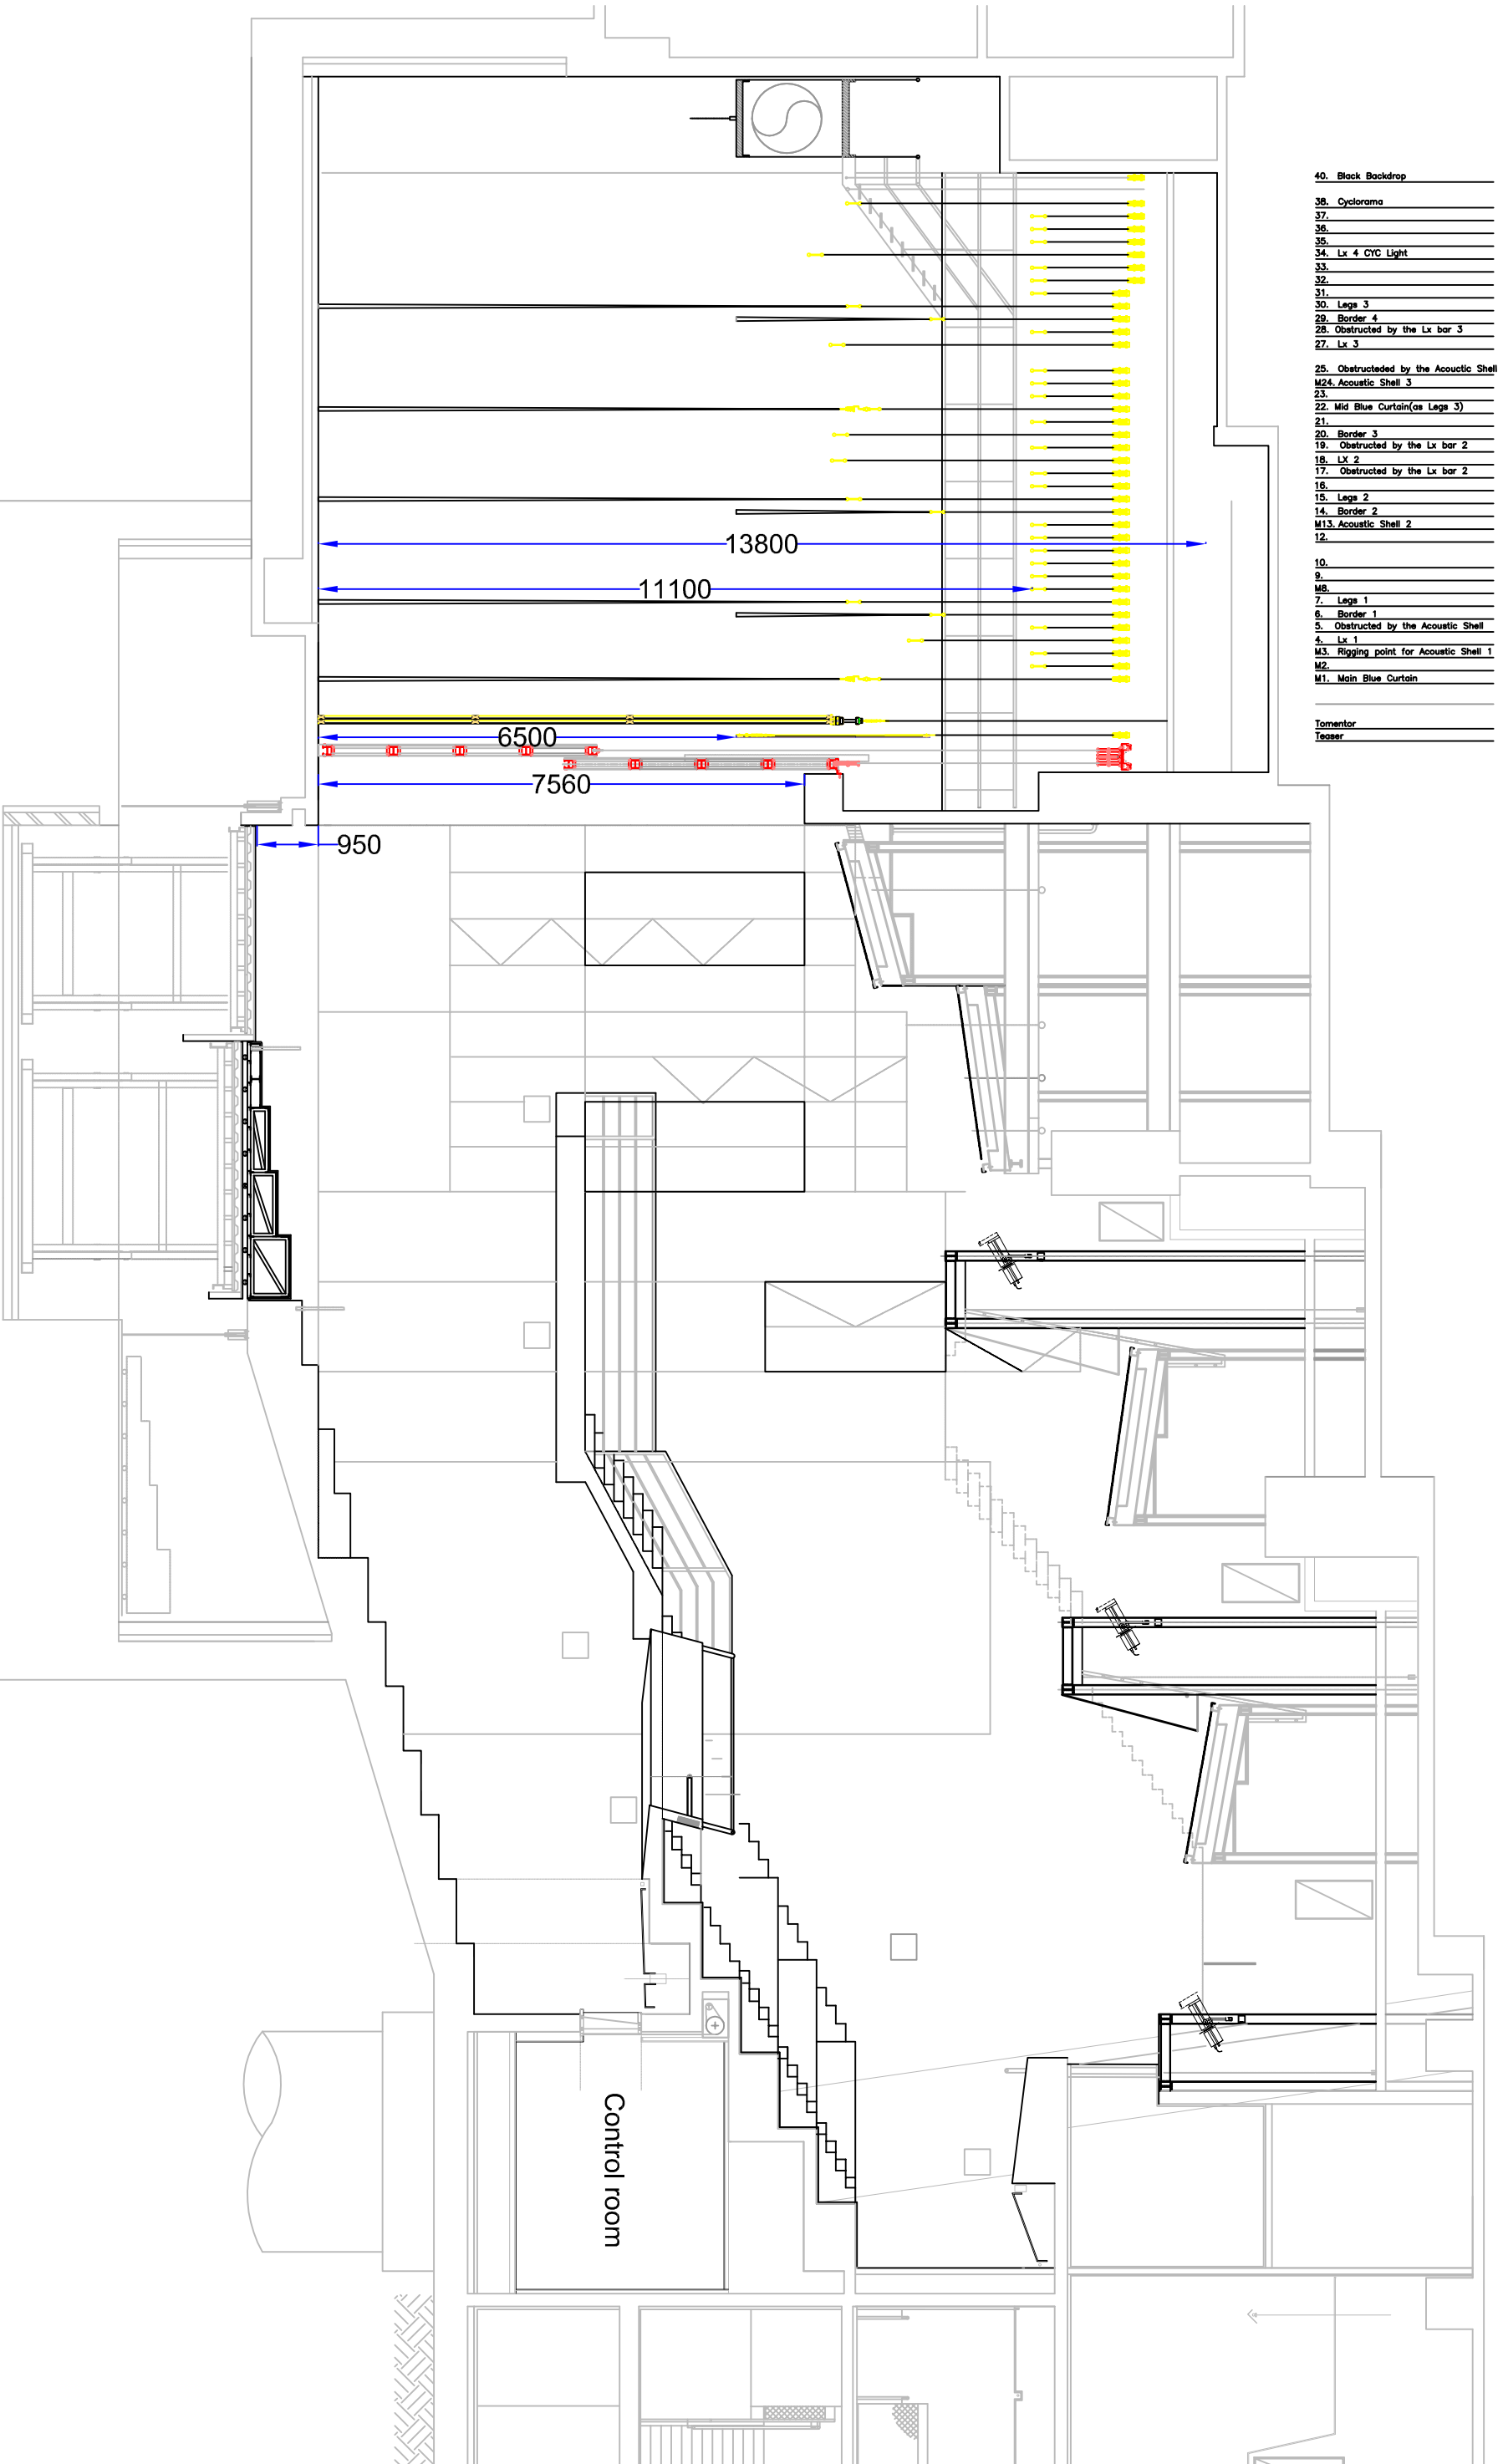 40. Black Backdrop
38. Cyclorama
37.
36.
35.
34. Lx 4 CYC Light
33.
32.
31.
30. Legs 3
29. Border 4
28. Obstructed by the Lx bar 3
27. Lx 3
25. Obstructeded by the Acouctic Shell
M24. Acoustic Shell 3
23.
22. Mid Blue Curtain(as Legs 3)
21.
20. Border 3
19. Obstructed by the Lx bar 2
18. LX 2
17. Obstructed by the Lx bar 2
16.
15. Legs 2
14. Border 2
M13. Acoustic Shell 2
12.
10.
9.
M8.
7. Legs 1
6. Border 1
5. Obstructed by the Acoustic Shell
4. Lx 1
M3. Rigging point for Acoustic Shell 1
M2.
M1. Main Blue Curtain
Tomentor
Teaser
13800
11100
6500
7560
950
Control room